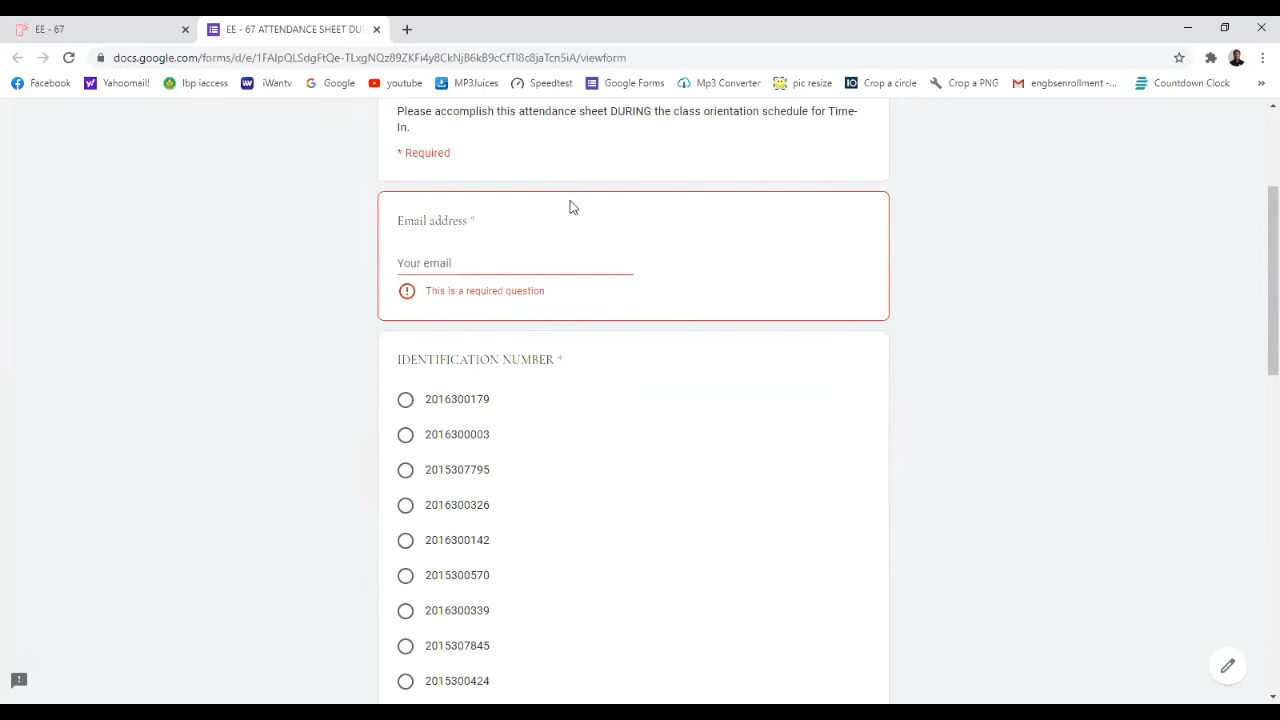 EE - 67
EE - 67 ATTENDANCE SHEET DU
docs.google.com/forms/d/e/1FAIpQLSdgFtQe-TLxgNQz89ZKFi4y8CkNjB6kB9cCfTl8c8jaTcn5iA/viewform
Facebook
Yahoomail!
lbp iaccess
iWantv
Google
youtube
MP3Juices
Speedtest
Google Forms
Mp3 Converter
pic resize
Crop a circle
Crop a PNG
engbsenrollment -...
Countdown Clock
Please accomplish this attendance sheet DURING the class orientation schedule for Time-
In.
* Required
Email address *
Your email
This is a required question
IDENTIFICATION NUMBER *
2016300179
2016300003
2015307795
2016300326
2016300142
2015300570
2016300339
2015307845
2015300424